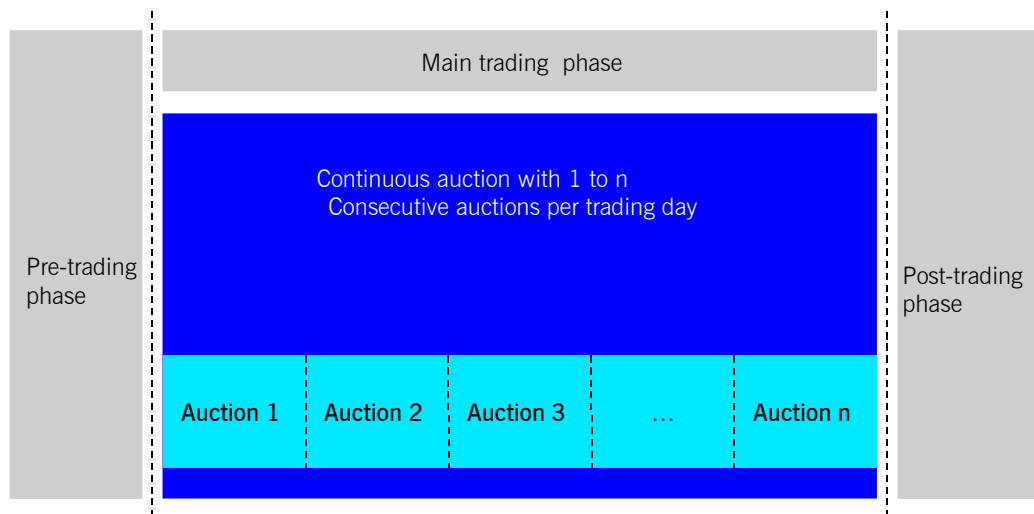 Main trading phase
Continuous auction with 1 to n
Consecutive auctions per trading day
Pre-trading
phase
Post-trading
phase
Auction 1
Auction 2
Auction 3
...
Auction n